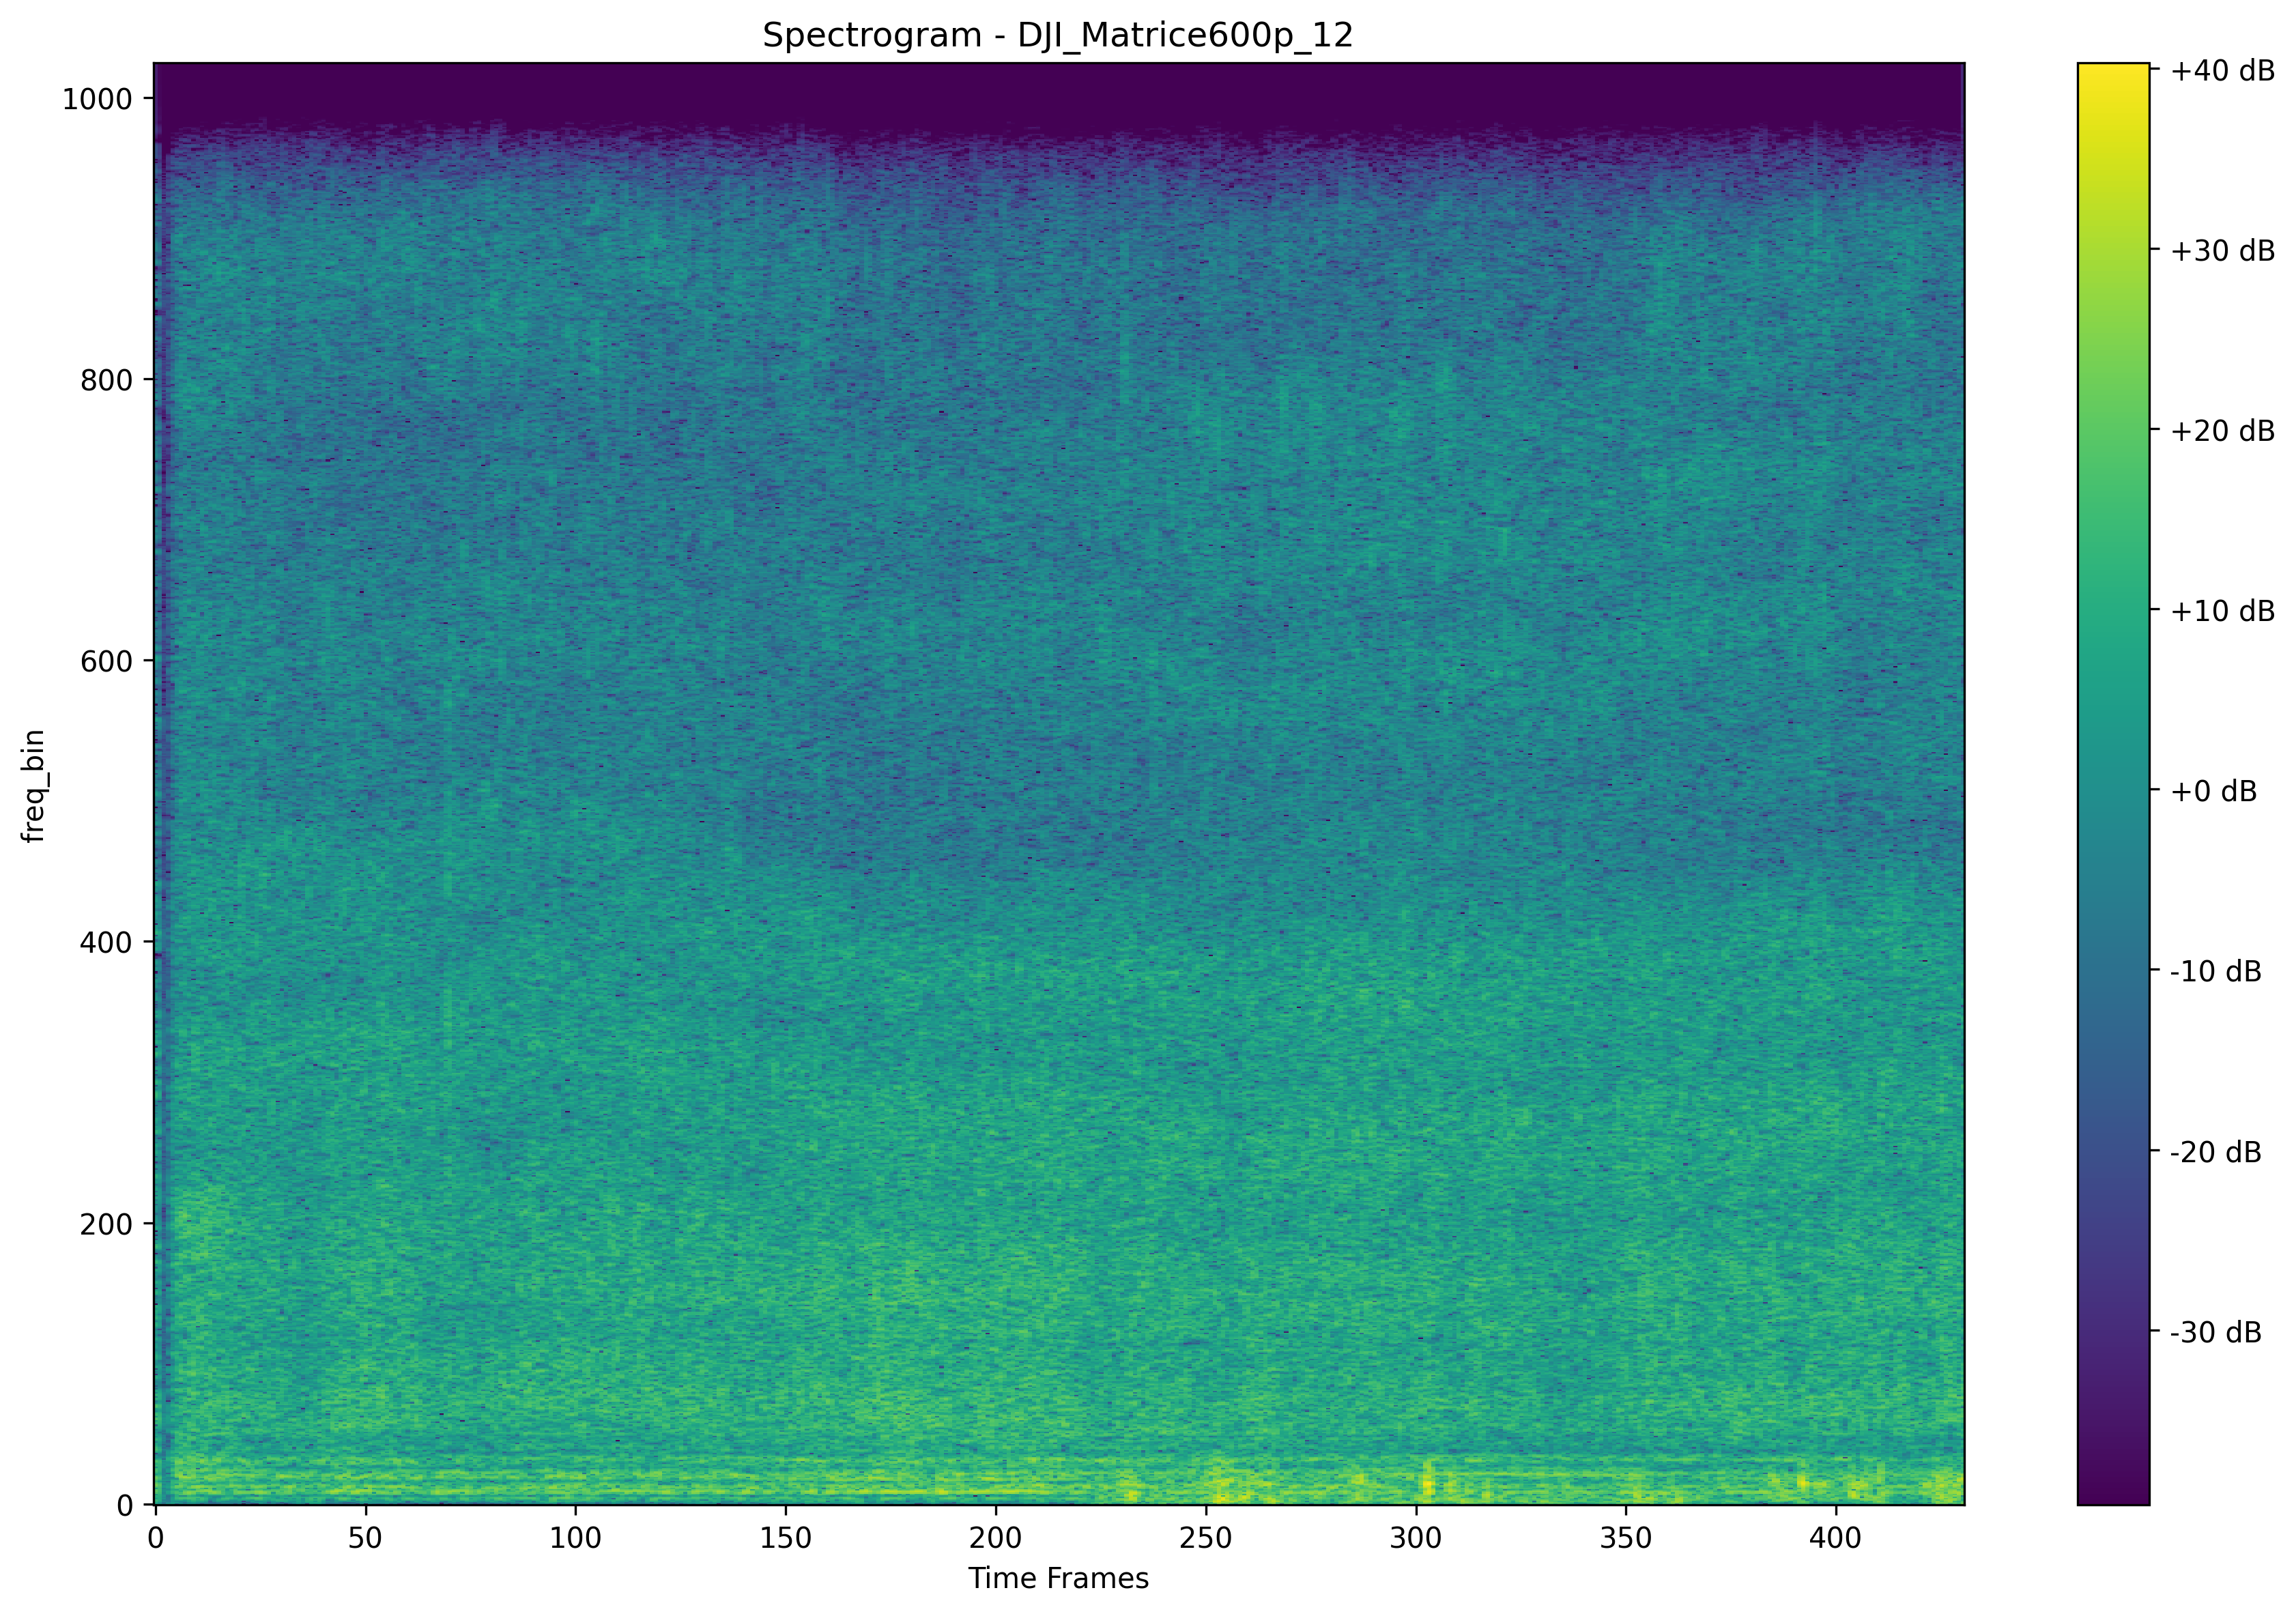 Spectrogram - DJI_Matrice600p_12
1000
800
600
400
200
0
freq_bin
0 50 100 150 200 250 300 350 400
Time Frames
+40 dB
+30 dB
+20 dB
+10 dB
+0 dB
-10 dB
-20 dB
-30 dB